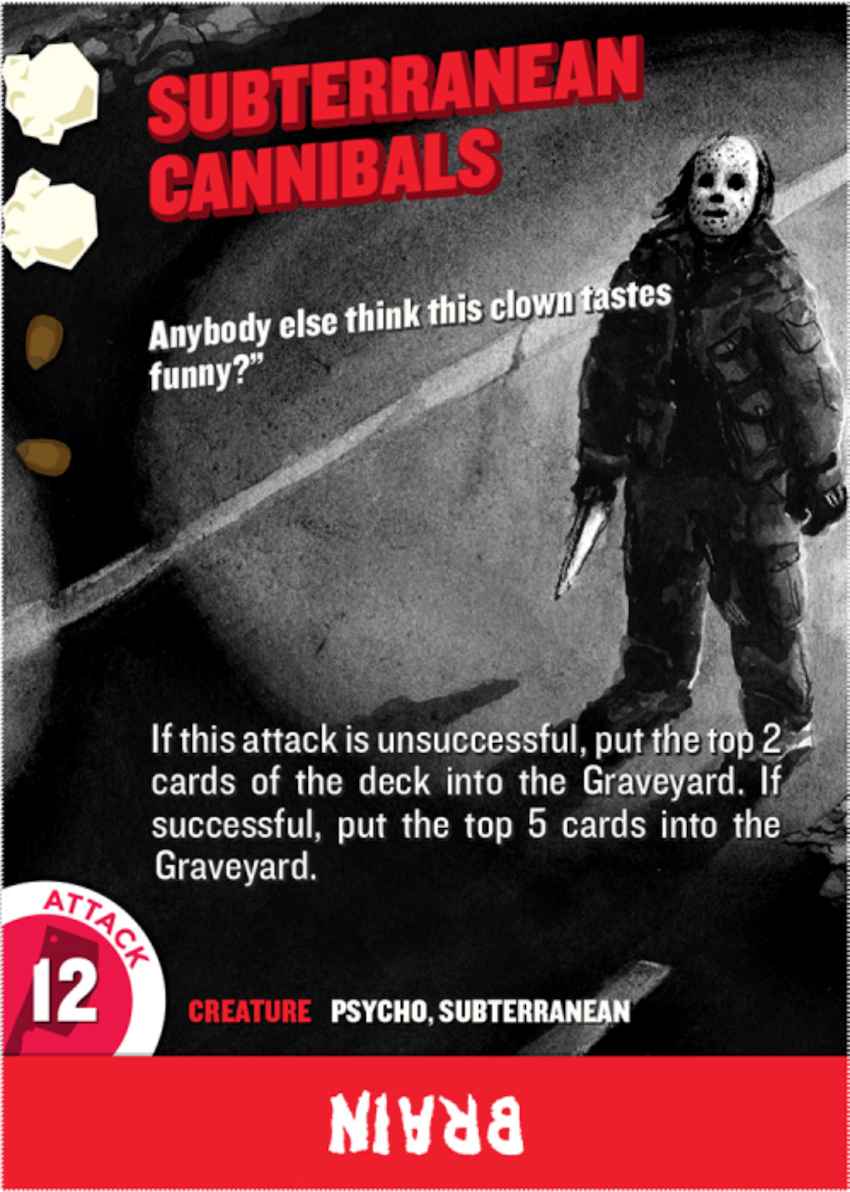 SUBTERRANEAN
CANNIBALS
Anybody else think this clown tastes
funny?”
If this attack is unsuccessful, put the top 2
cards of the deck into the Graveyard. If
successful, put the top 5 cards into the
Graveyard.
ATTACK
12
CREATURE PSYCHO, SUBTERRANEAN
BRAIN